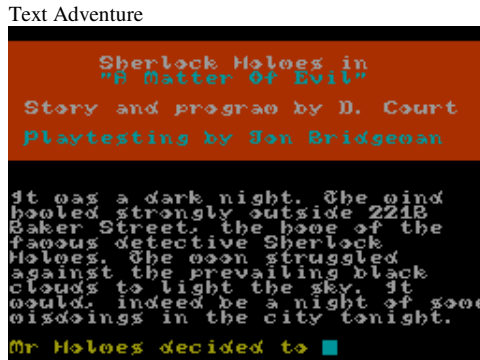 Text Adventure
Sherlock Holmes in
"A Matter Of Evil"
Story and program by D. Court
Playtesting by Jon Bridgeman
It was a dark night. The wind
howled strongly outside 221B
Baker Street, the home of the
famous detective Sherlock
Holmes. The moon struggled
against the prevailing black
clouds to light the sky. It
would, indeed be a night of some
misdoings in the city tonight.
Mr Holmes decided to